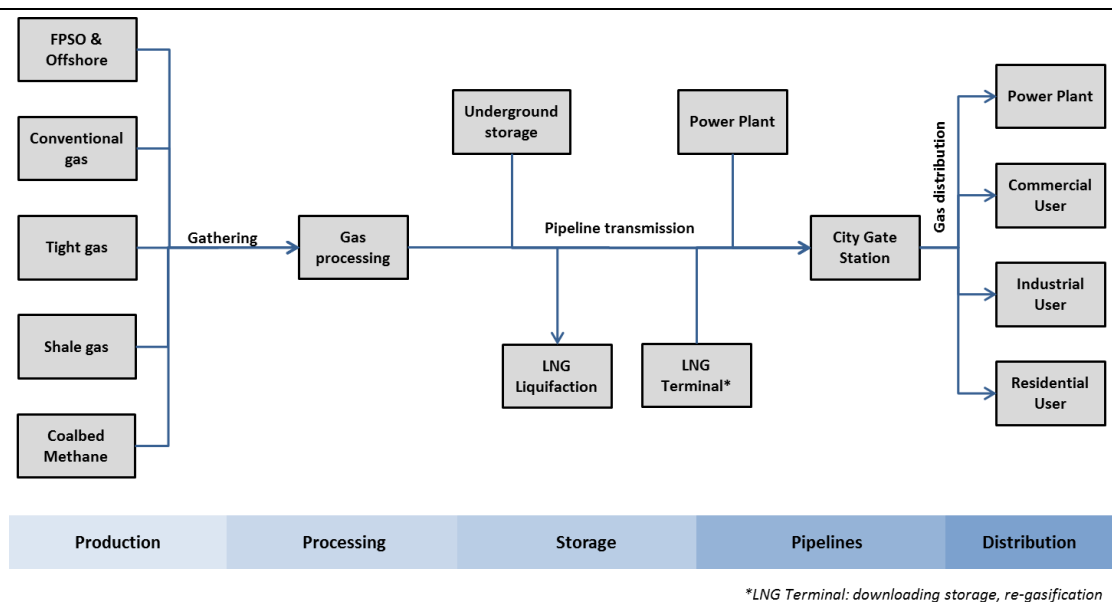 FPSO &
Offshore
Conventional
gas
Tight gas
Shale gas
Coalbed
Methane
Gathering
Gas
processing
Underground
storage
Power Plant
Pipeline transmission
LNG
Liquifaction
LNG
Terminal*
City Gate
Station
Gas distribution
Power Plant
Commercial
User
Industrial
User
Residential
User
Production
Processing
Storage
Pipelines
Distribution
*LNG Terminal: downloading storage, re-gasification